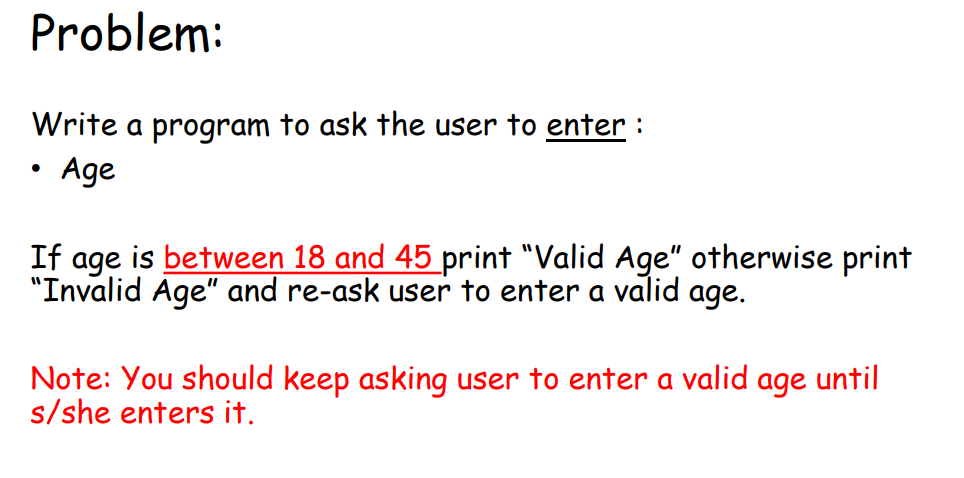 Problem:
Write a program to ask the user to enter :
• Age
If age is between 18 and 45 print “Valid Age” otherwise print
“Invalid Age” and re-ask user to enter a valid age.
Note: You should keep asking user to enter a valid age until
s/she enters it.